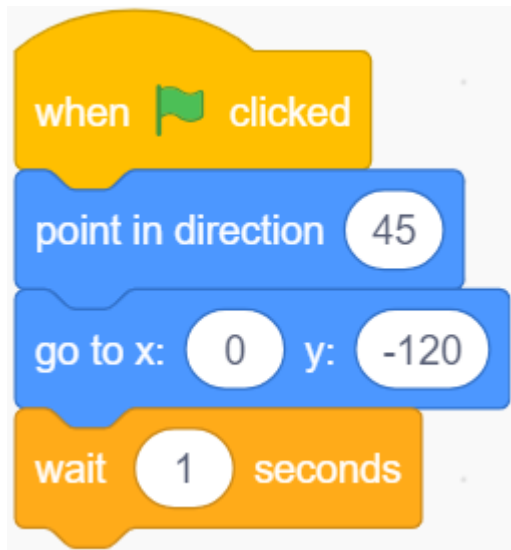 when clicked
point in direction 45
go to x: 0 y: -120
wait 1 seconds